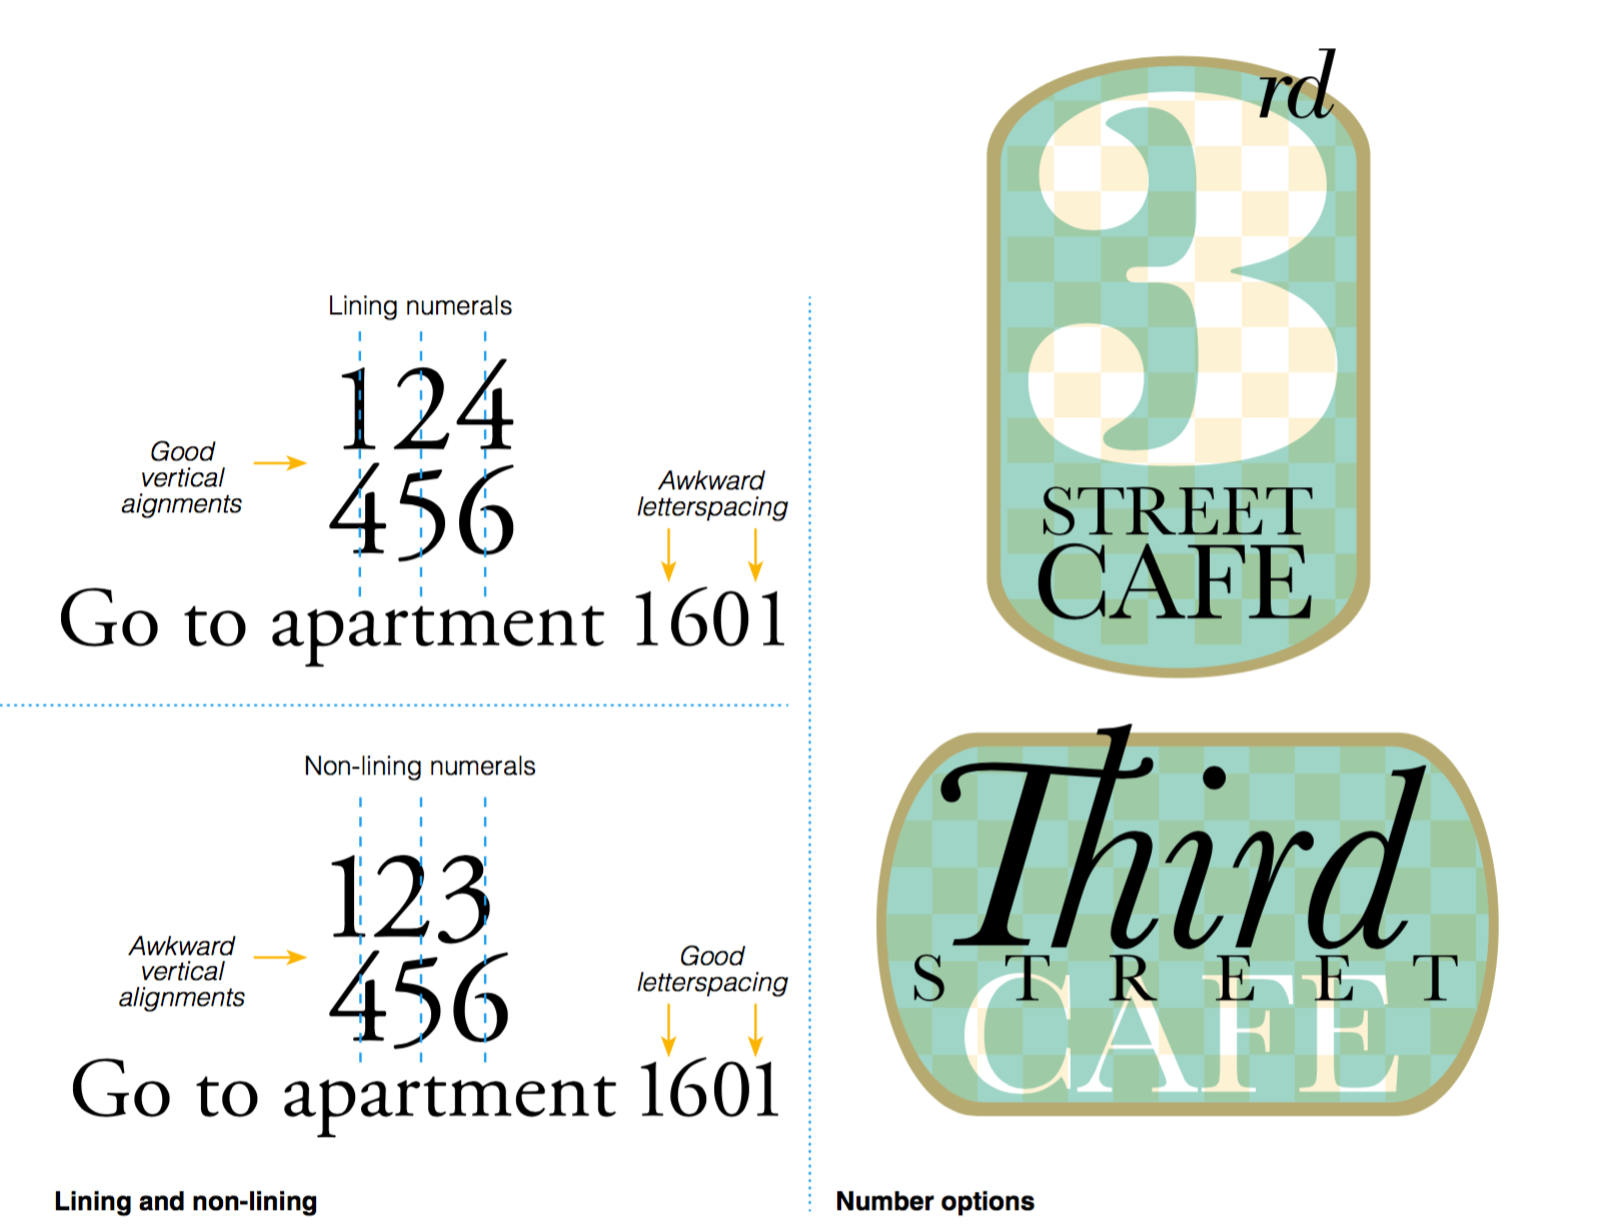 Lining numerals
124
456
Good
vertical
aignments
Awkward
letterspacing
Go to apartment 1601
Non-lining numerals
123
456
Awkward
vertical
alignments
Good
letterspacing
Go to apartment 1601
Lining and non-lining
3rd
STREET
CAFE
Third
STREET
CAFE
Number options